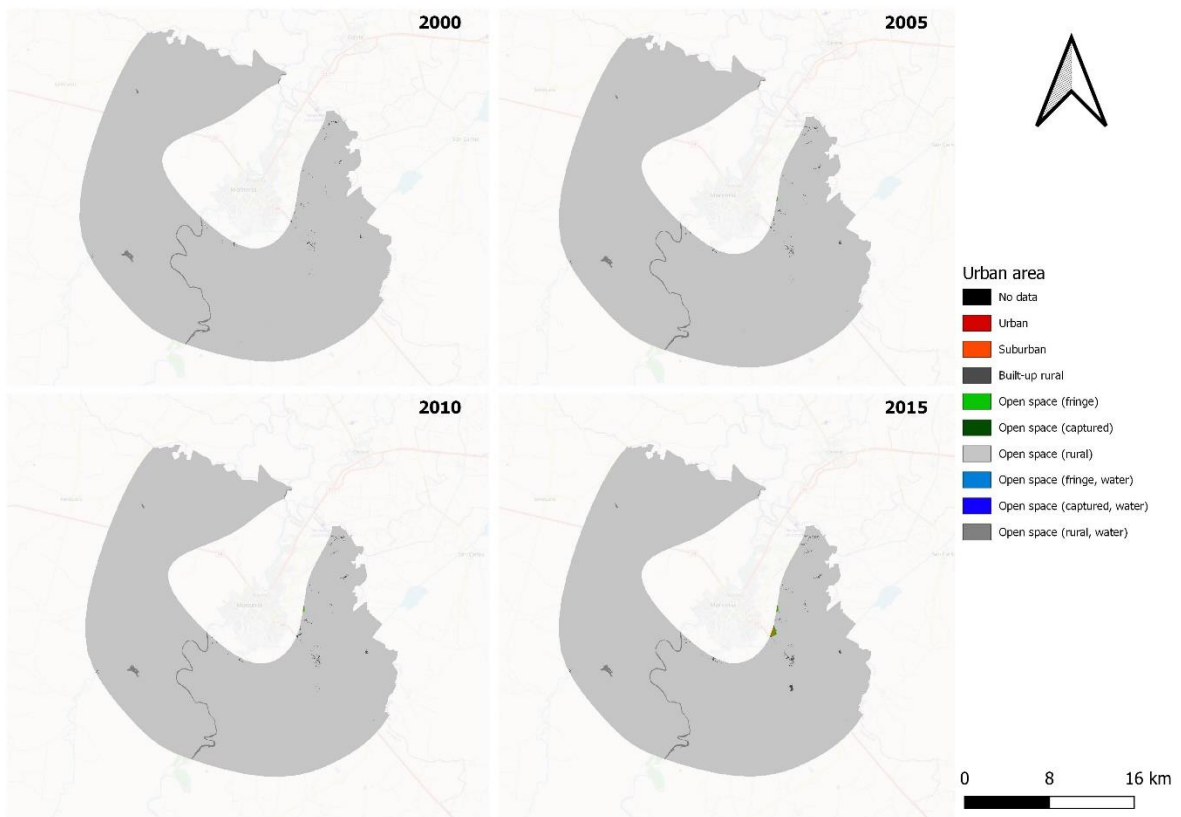 2000
2005
2010
2015
Urban area
No data
Urban
Suburban
Built-up rural
Open space (fringe)
Open space (captured)
Open space (rural)
Open space (fringe, water)
Open space (captured, water)
Open space (rural, water)
0 8 16 km